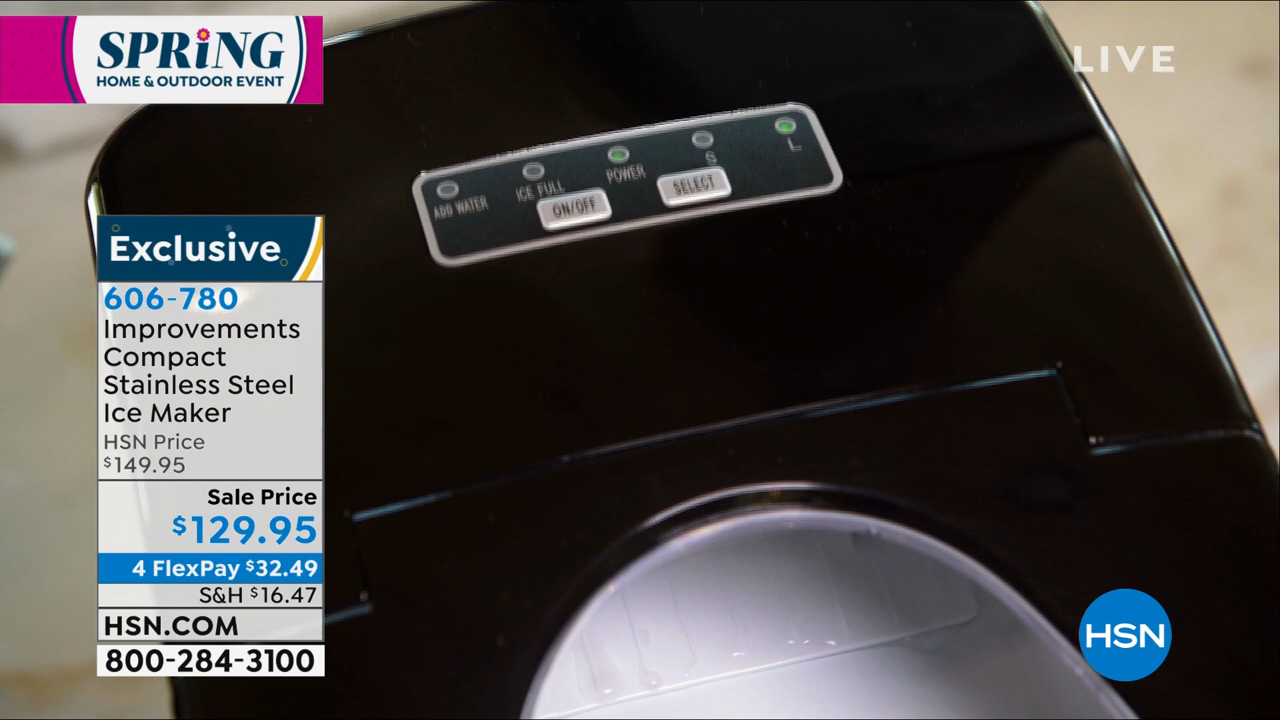 SPRiNG
HOME & OUTDOOR EVENT
LIVE
ADD WATER
ICE FULL
POWER
S
L
ON/OFF
SELECT
Exclusive
606-780
Improvements
Compact
Stainless Steel
Ice Maker
HSN Price
$149.95
Sale Price
$129.95
4 FlexPay $32.49
S&H $16.47
HSN.COM
800-284-3100
HSN